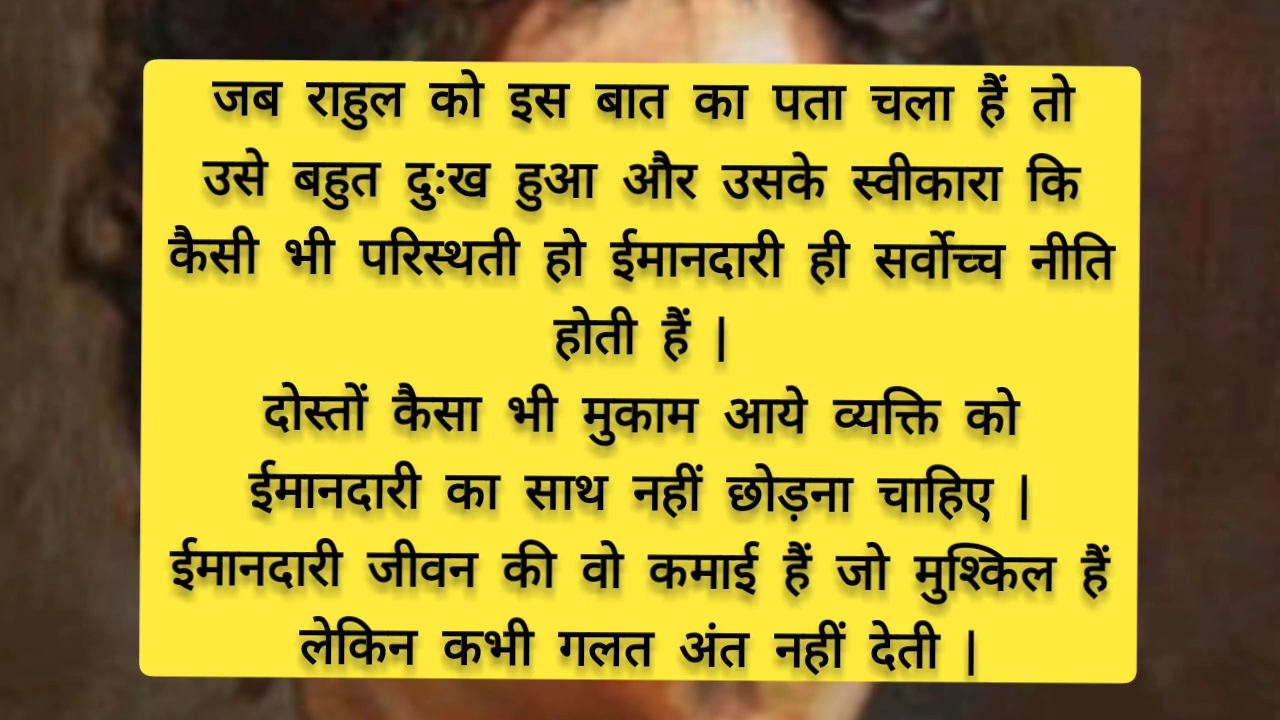 जब राहुल को इस बात का पता चला हैं तो
उसे बहुत दुःख हुआ और उसके स्वीकारा कि
कैसी भी परिस्थती हो ईमानदारी ही सर्वोच्च नीति
होती हैं |
दोस्तों कैसा भी मुकाम आये व्यक्ति को
ईमानदारी का साथ नहीं छोड़ना चाहिए |
ईमानदारी जीवन की वो कमाई हैं जो मुश्किल हैं
लेकिन कभी गलत अंत नहीं देती |